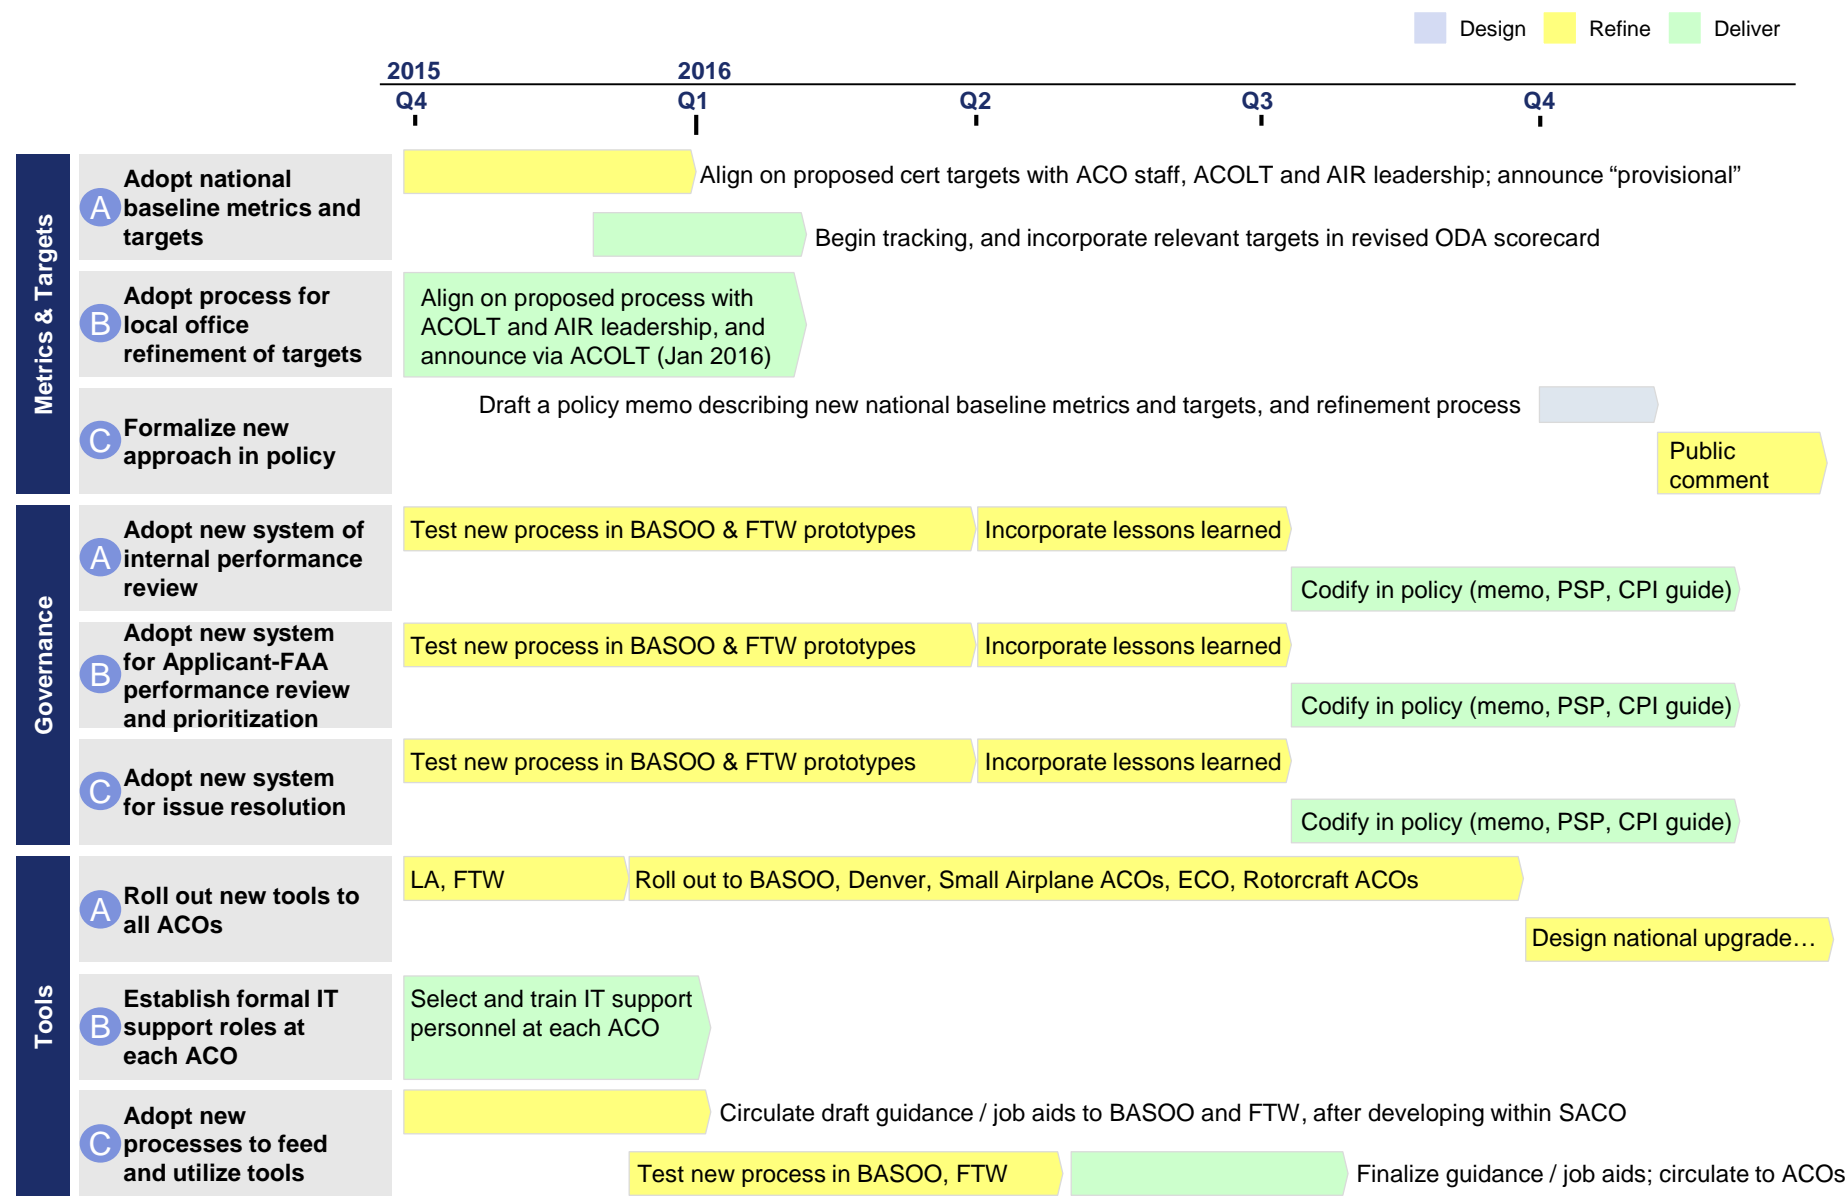 Design
Refine
Deliver
2015
2016
Q4
Q1
Q2
Q3
Q4
Metrics & Targets
A
Adopt national
baseline metrics and
targets
Align on proposed cert targets with ACO staff, ACOLT and AIR leadership; announce “provisional”
Begin tracking, and incorporate relevant targets in revised ODA scorecard
B
Adopt process for
local office
refinement of targets
Align on proposed process with
ACOLT and AIR leadership, and
announce via ACOLT (Jan 2016)
C
Formalize new
approach in policy
Draft a policy memo describing new national baseline metrics and targets, and refinement process
Public
comment
Governance
A
Adopt new system of
internal performance
review
Test new process in BASOO & FTW prototypes
Incorporate lessons learned
Codify in policy (memo, PSP, CPI guide)
B
Adopt new system
for Applicant-FAA
performance review
and prioritization
Test new process in BASOO & FTW prototypes
Incorporate lessons learned
Codify in policy (memo, PSP, CPI guide)
C
Adopt new system
for issue resolution
Test new process in BASOO & FTW prototypes
Incorporate lessons learned
Codify in policy (memo, PSP, CPI guide)
Tools
A
Roll out new tools to
all ACOs
LA, FTW
Roll out to BASOO, Denver, Small Airplane ACOs, ECO, Rotorcraft ACOs
Design national upgrade…
B
Establish formal IT
support roles at
each ACO
Select and train IT support
personnel at each ACO
C
Adopt new
processes to feed
and utilize tools
Circulate draft guidance / job aids to BASOO and FTW, after developing within SACO
Test new process in BASOO, FTW
Finalize guidance / job aids; circulate to ACOs